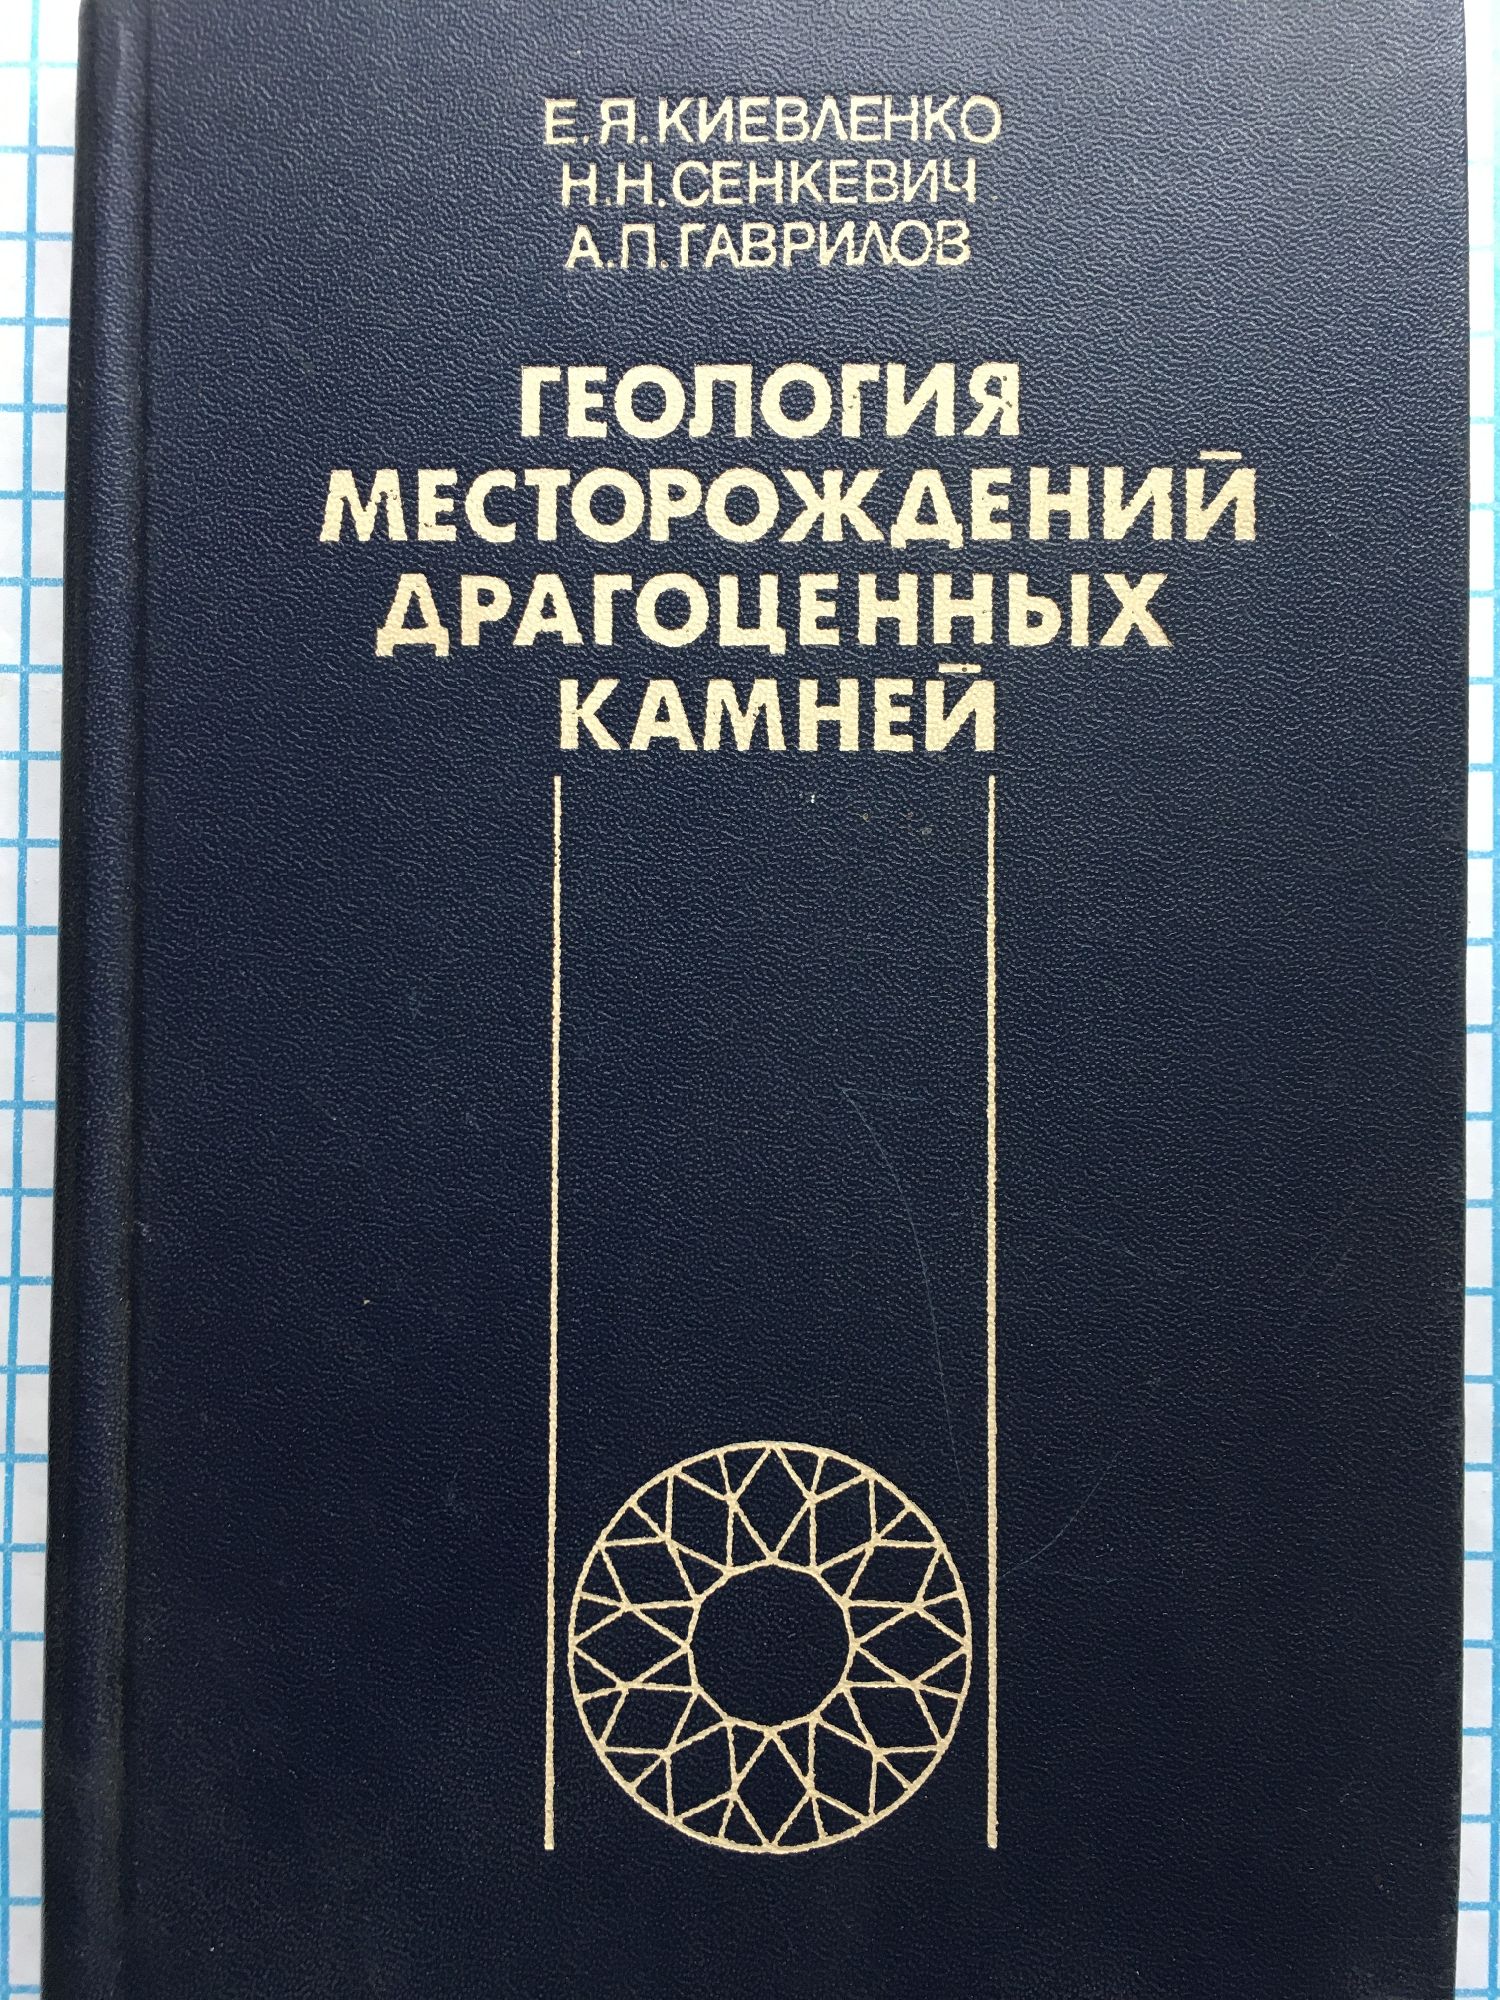 Е.Я.КИЕВЛЕНКО
Н.Н.СЕНКЕВИЧ
А.П.ГАВРИЛОВ
ГЕОЛОГИЯ
МЕСТОРОЖДЕНИЙ
ДРАГОЦЕННЫХ
КАМНЕЙ